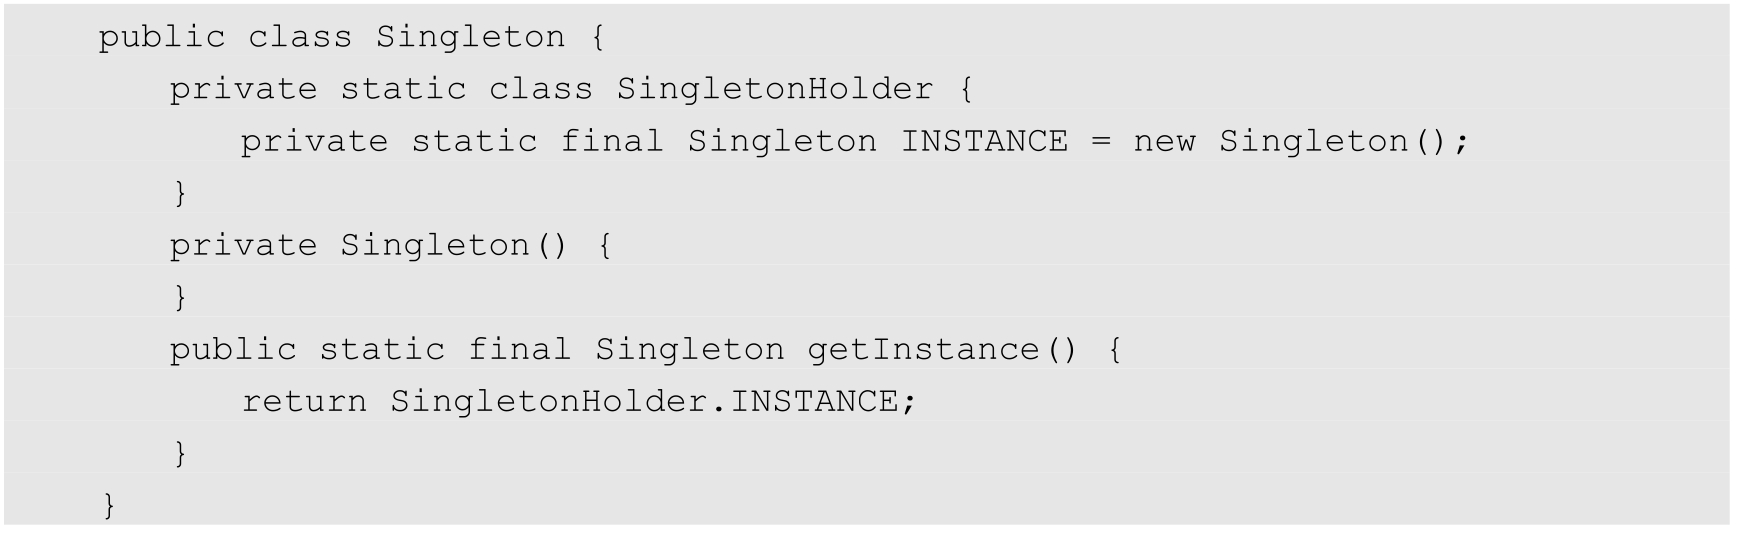 public class Singleton {
private static class SingletonHolder {
private static final Singleton INSTANCE = new Singleton();
}
private Singleton() {
}
public static final Singleton getInstance() {
return SingletonHolder.INSTANCE;
}
}